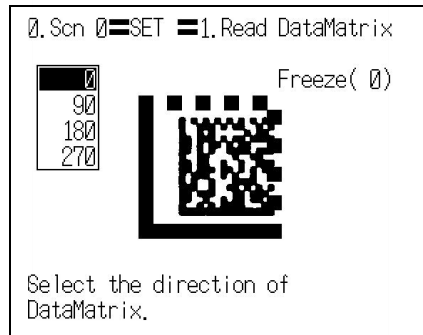 0.Scn 0=SET =1.Read DataMatrix
Freeze( 0)
0
90
180
270
Select the direction of
DataMatrix.